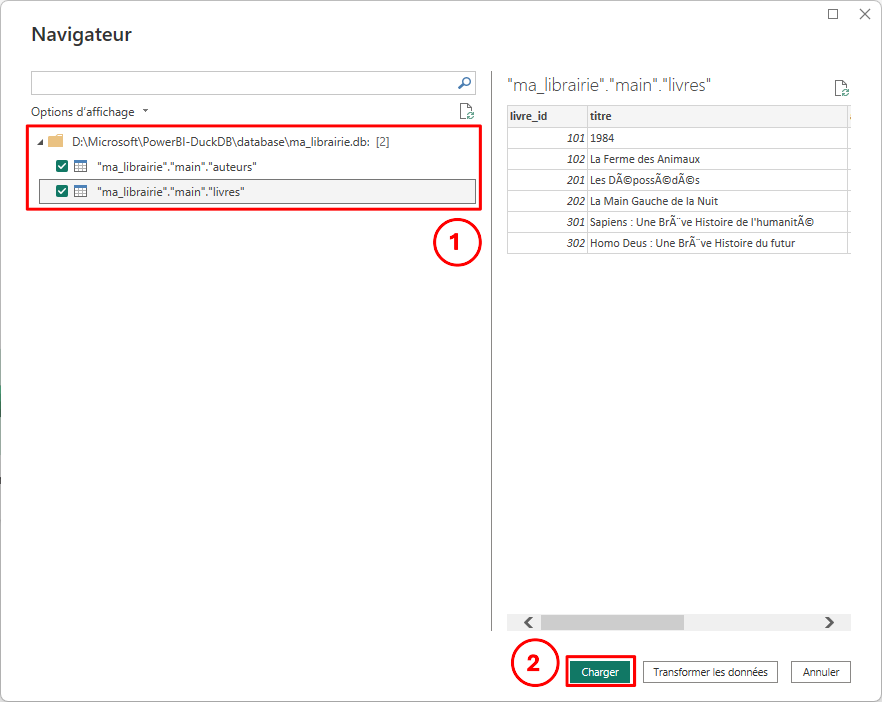 Navigateur
Options d'affichage
D:\Microsoft\PowerBI-DuckDB\database\ma_librairie.db: [2]
"ma_librairie"."main"."auteurs"
"ma_librairie"."main"."livres"
1
"ma_librairie"."main"."livres"
livre_id titre
101 1984
102 La Ferme des Animaux
201 Les DÃ©possÃ©dÃ©s
202 La Main Gauche de la Nuit
301 Sapiens : Une BrÃ¨ve Histoire de l'humanitÃ©
302 Homo Deus : Une BrÃ¨ve Histoire du futur
2
Charger Transformer les données Annuler